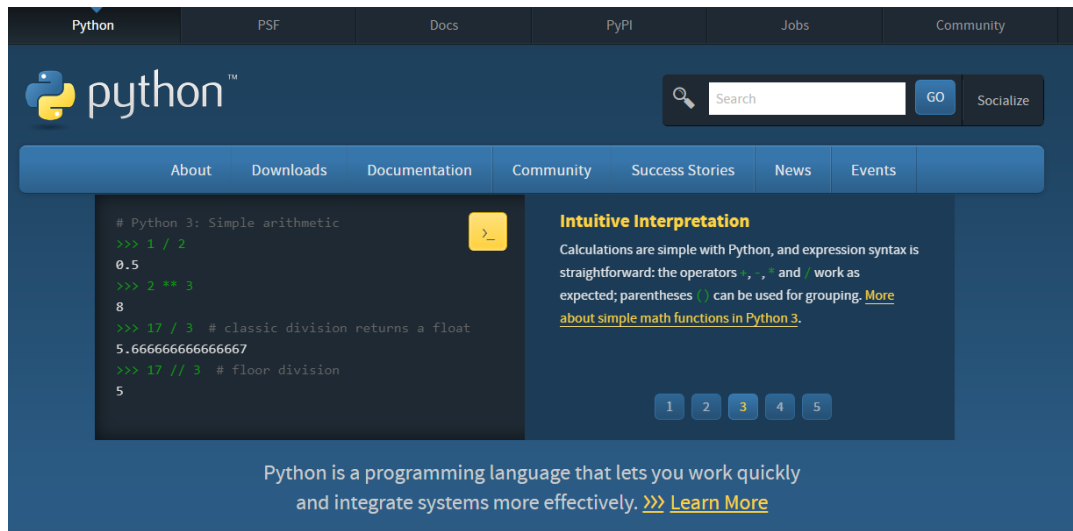 Python PSF Docs PyPI Jobs Community
python™
Search GO Socialize
About Downloads Documentation Community Success Stories News Events
# Python 3: Simple arithmetic
>>> 1 / 2
0.5
>>> 2 ** 3
8
>>> 17 / 3  # classic division returns a float
5.666666666666667
>>> 17 // 3  # floor division
5
>_
Intuitive Interpretation
Calculations are simple with Python, and expression syntax is
straightforward: the operators +, -, * and / work as
expected; parentheses () can be used for grouping. More
about simple math functions in Python 3.
1 2 3 4 5
Python is a programming language that lets you work quickly
and integrate systems more effectively. >>> Learn More